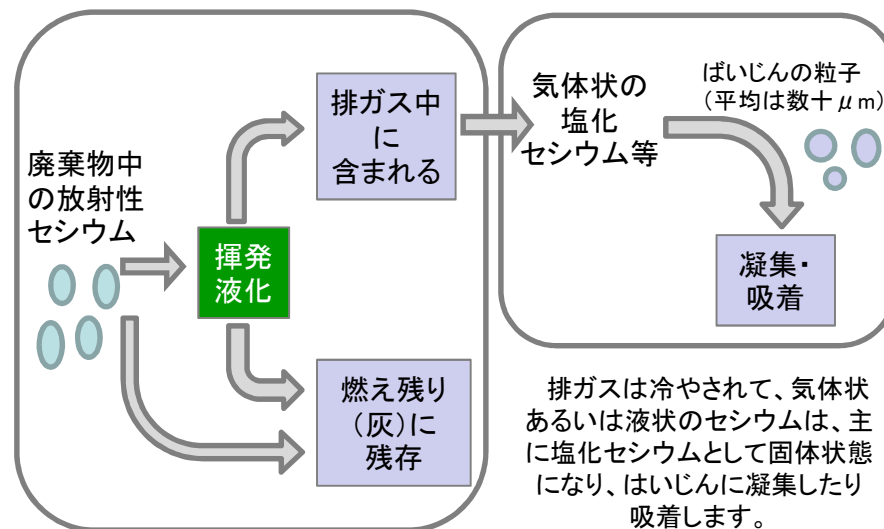 廃棄物中
の放射性
セシウム
揮発
液化
排ガス中
に
含まれる
燃え残り
(灰)に
残存
気体状の
塩化
セシウム等
ばいじんの粒子
(平均は数十μm)
凝集・
吸着
排ガスは冷やされて、気体状
あるいは液状のセシウムは、主
に塩化セシウムとして固体状態
になり、はいじんに凝集したり
吸着します。